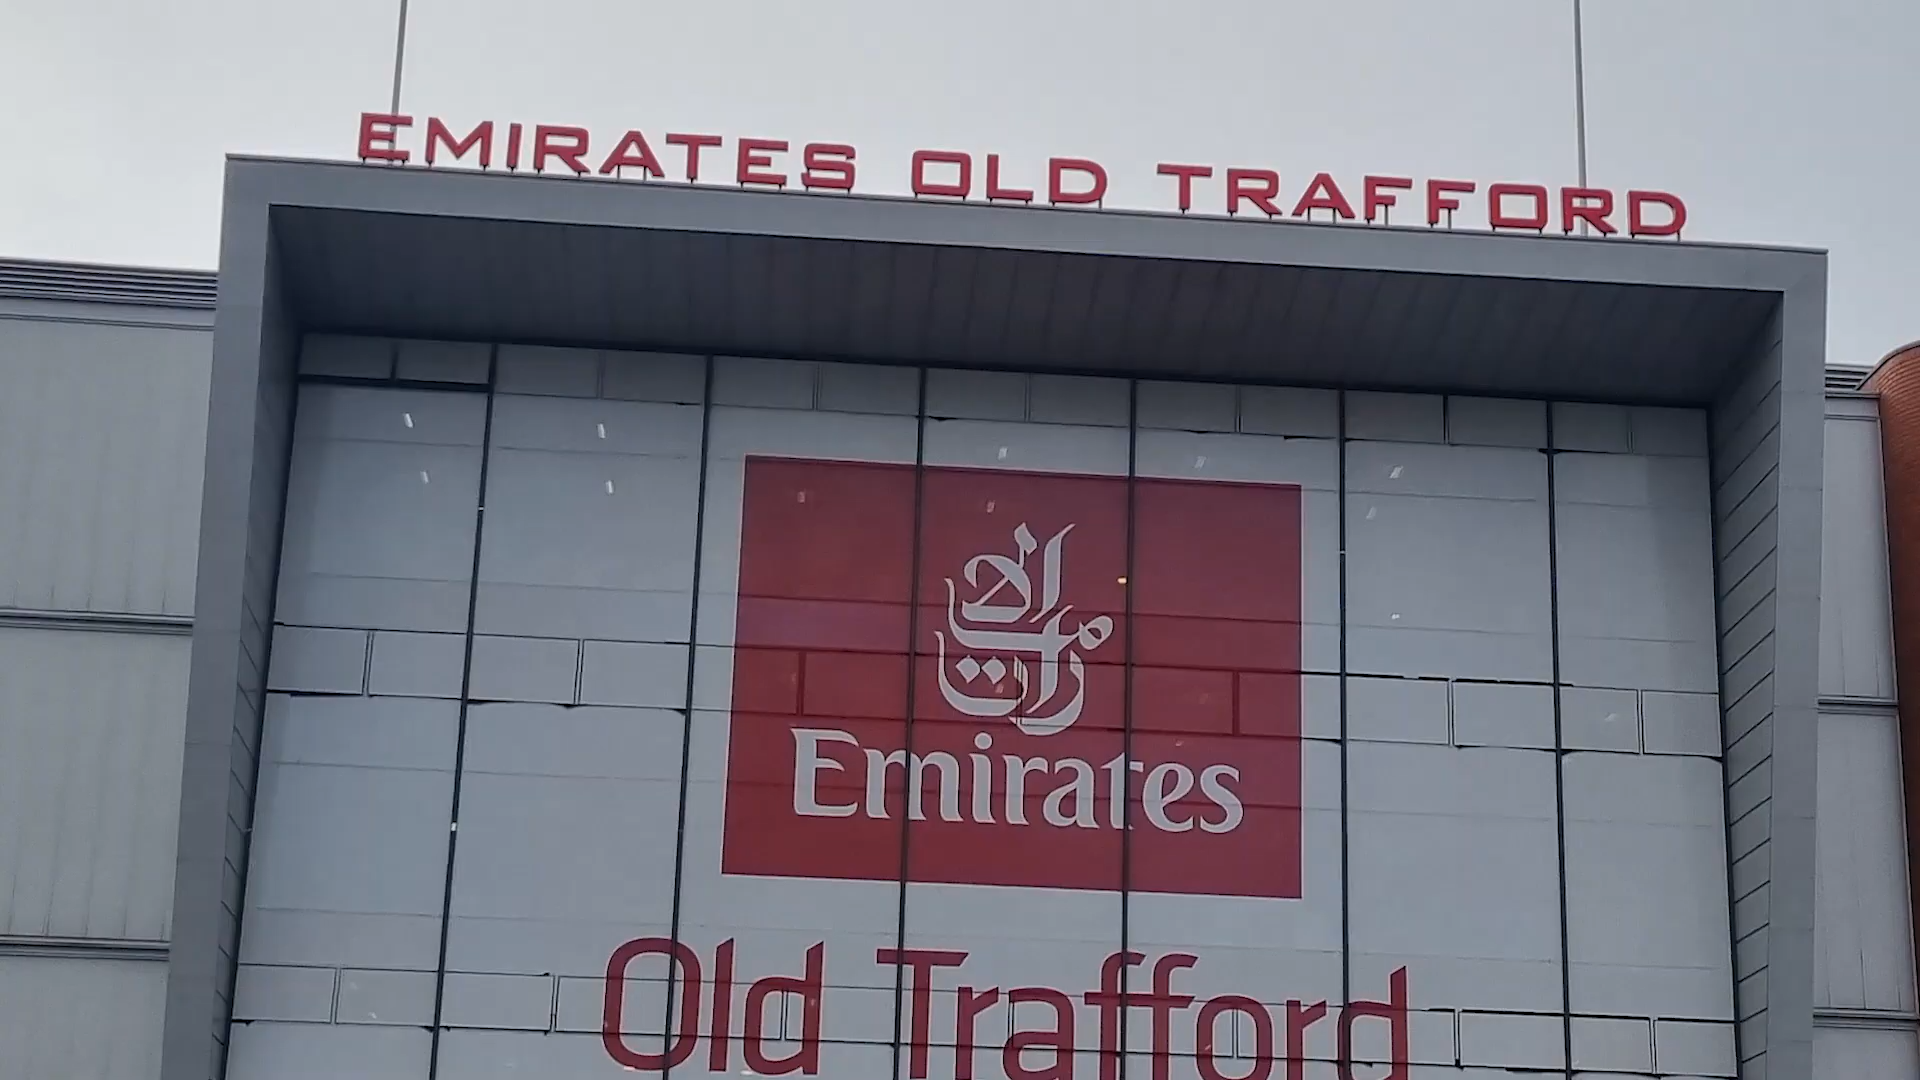 EMIRATES OLD TRAFFORD
الإمارات
Emirates
Old Trafford